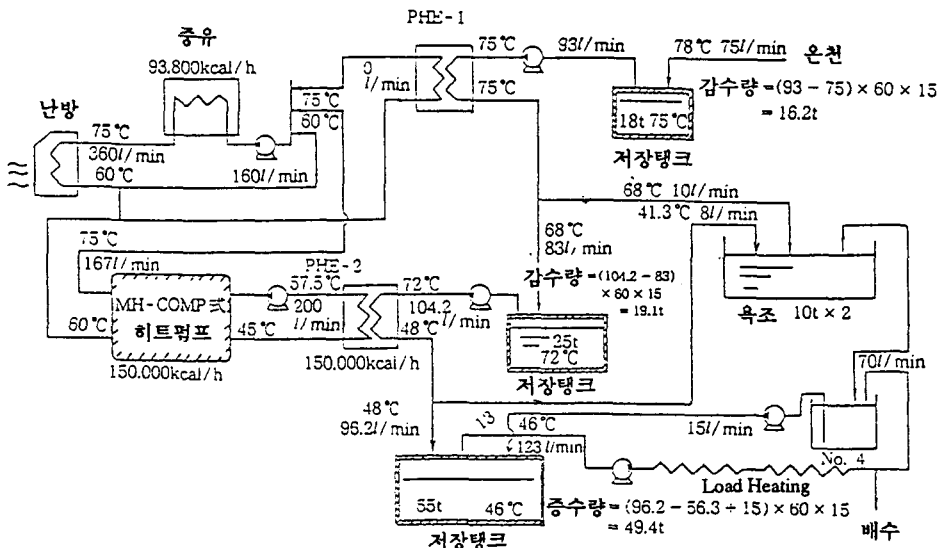 PHE-1
중유
93.800kcal/h
난방
75℃
360l/min
60℃
160l/min
75℃
60℃
0
l/min
75℃
93l/min
75℃
78℃ 75l/min
온천
18t 75℃
저장탱크
감수량=(93-75)×60×15
=16.2t
68℃ 10l/min
41.3℃ 8l/min
68℃
83l/min
욕조
10t×2
75℃
167l/min
PHE-2
MH-COMP式
히트펌프
60℃
150.000kcal/h
57.5℃
200
l/min
45℃
72℃
104.2
l/min
48℃
150.000kcal/h
감수량=(104.2-83)
×60×15
=19.1t
25t
72℃
저장탱크
48℃
96.2l/min
13
46℃
123l/min
15l/min
70l/min
No. 4
Load Heating
배수
55t
46℃
저장탱크
증수량=(96.2-56.3+15)×60×15
=49.4t